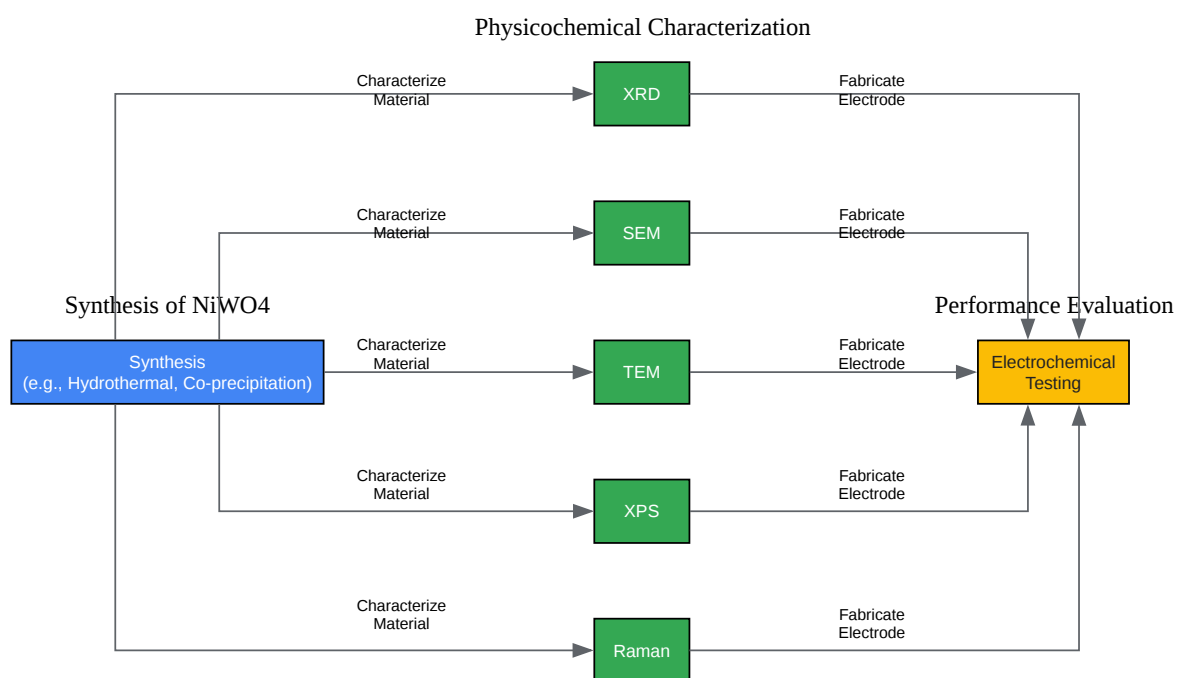 Physicochemical Characterization
Characterize
Material
XRD
Fabricate
Electrode
Characterize
Material
SEM
Fabricate
Electrode
Synthesis of NiWO4
Performance Evaluation
Synthesis
(e.g., Hydrothermal, Co-precipitation)
Characterize
Material
TEM
Fabricate
Electrode
Electrochemical
Testing
Characterize
Material
XPS
Fabricate
Electrode
Characterize
Material
Raman
Fabricate
Electrode